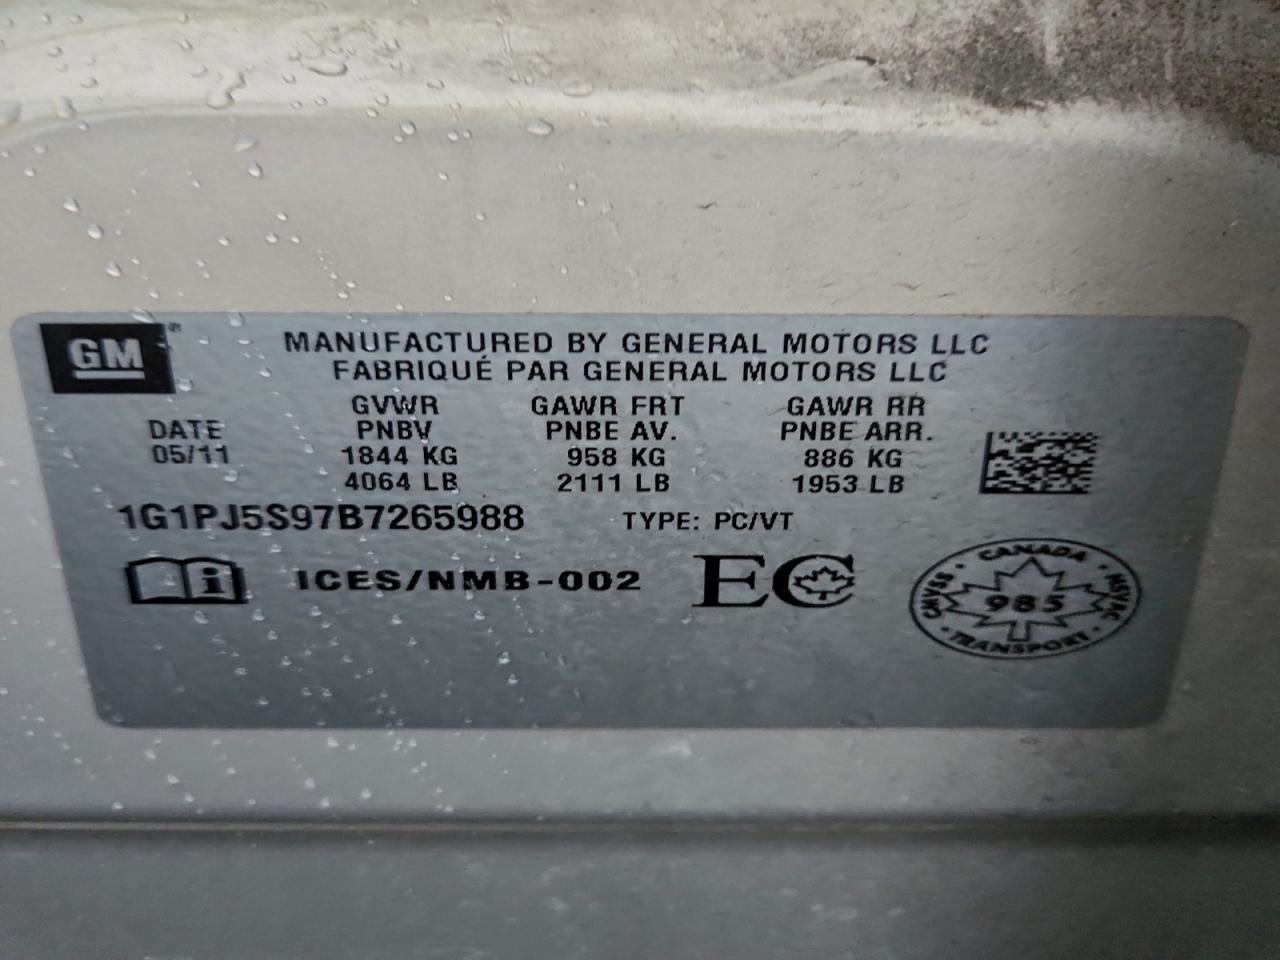 GM
MANUFACTURED BY GENERAL MOTORS LLC
FABRIQUÉ PAR GENERAL MOTORS LLC
DATE
05/11
GVWR
PNBV
1844 KG
4064 LB
GAWR FRT
PNBE AV.
958 KG
2111 LB
GAWR RR
PNBE ARR.
886 KG
1953 LB
1G1PJ5S97B7265988 TYPE: PC/VT
i ICES/NMB-002 EC
CANADA
CMVSS · NSVAC
985
· TRANSPORT ·